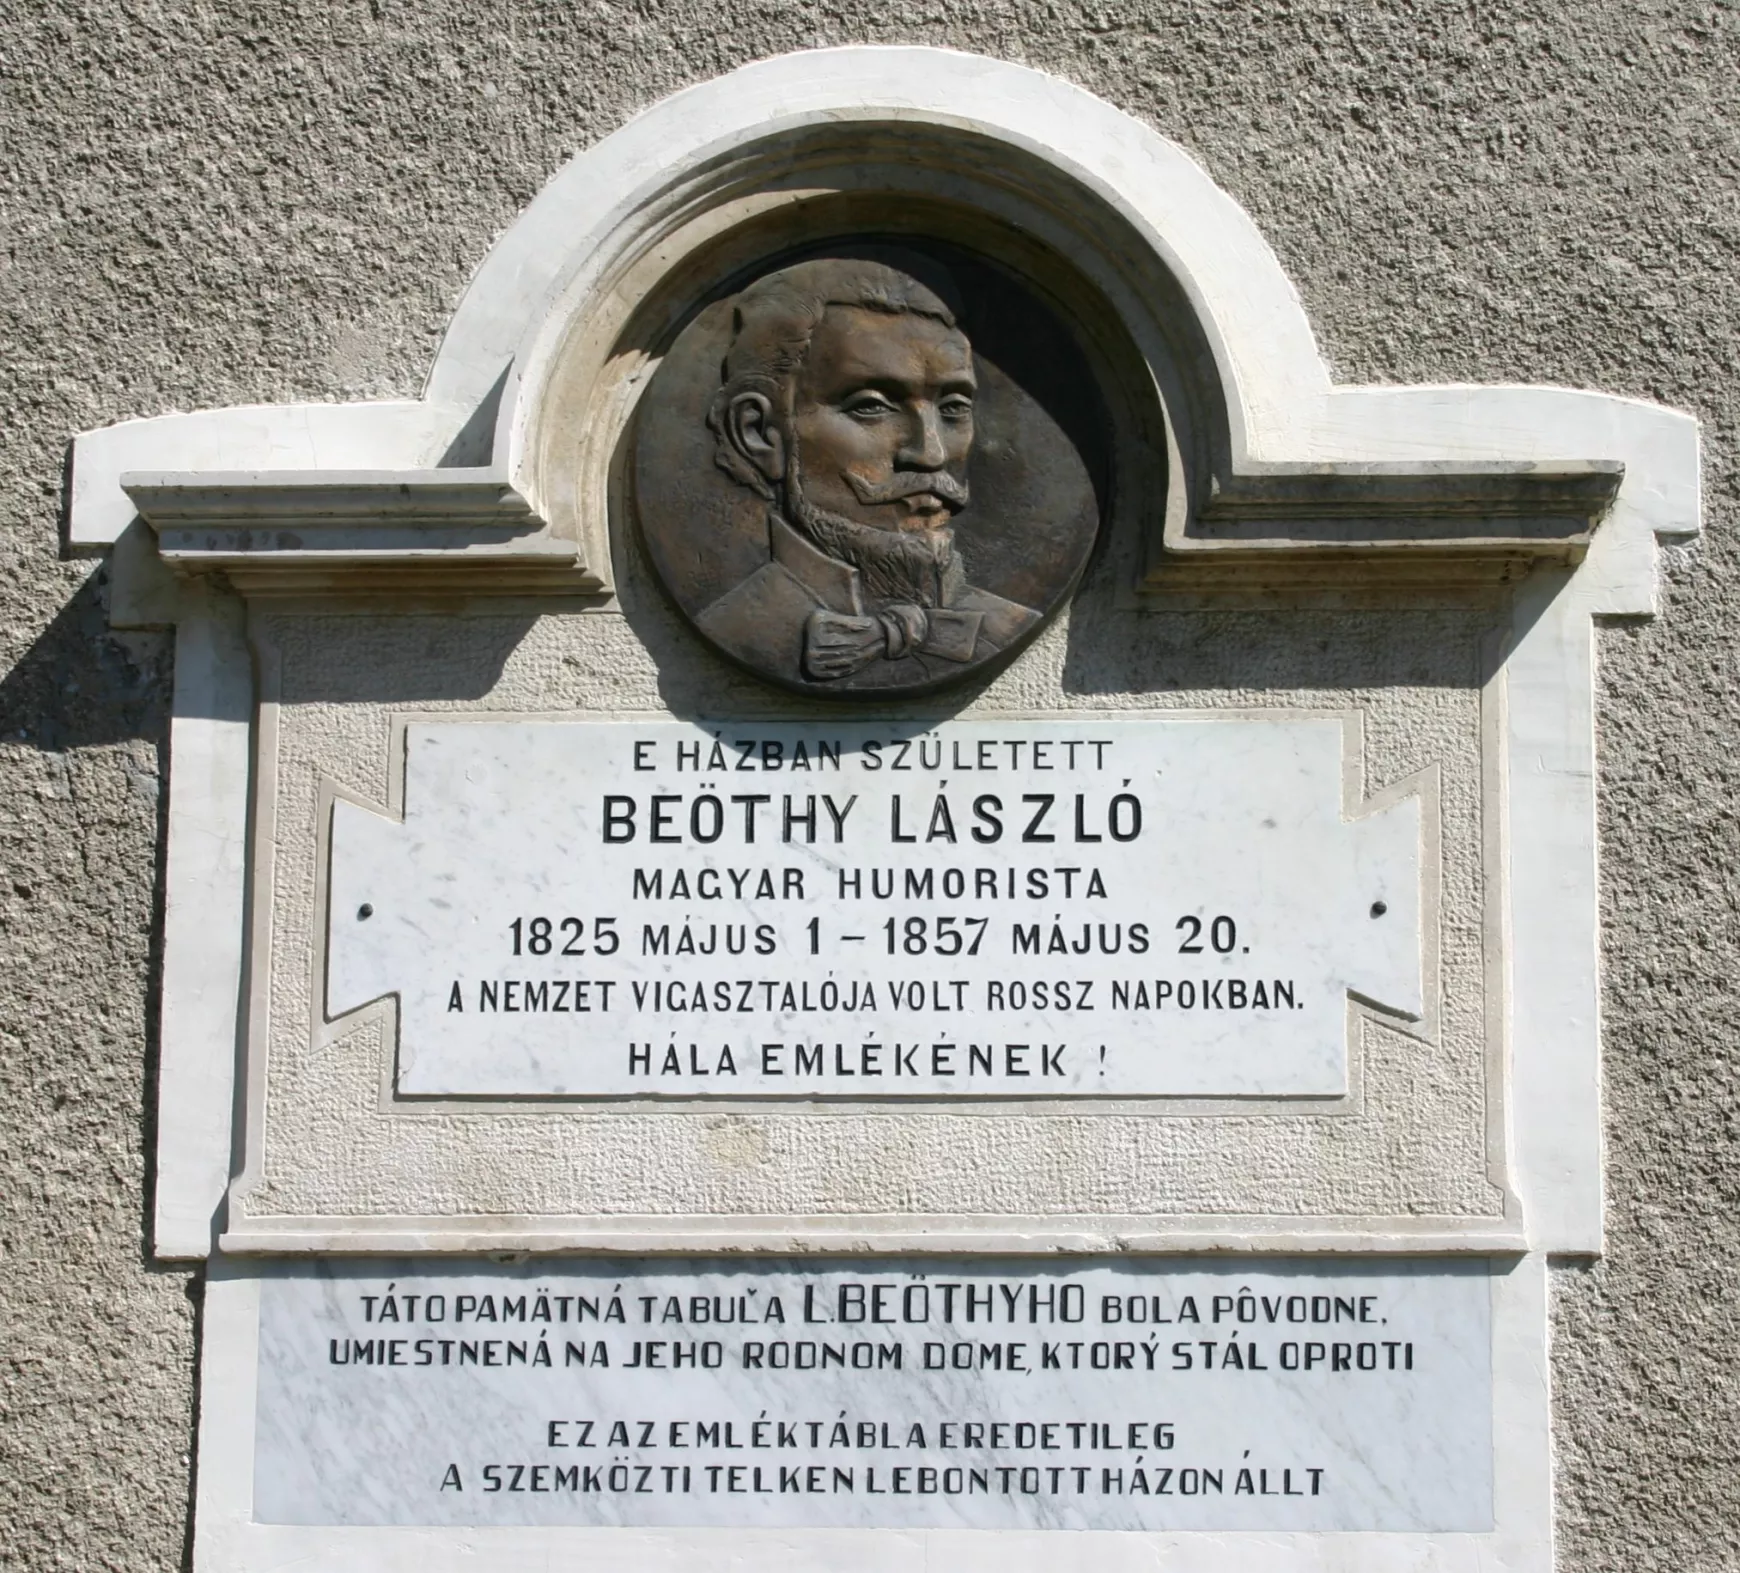 E HÁZBAN SZÜLETETT
BEÖTHY LÁSZLÓ
MAGYAR HUMORISTA
1825 MÁJUS 1 - 1857 MÁJUS 20.
A NEMZET VIGASZTALÓJA VOLT ROSSZ NAPOKBAN.
HÁLA EMLÉKÉNEK !
TÁTO PAMÄTNÁ TABUĽA L.BEÖTHYHO BOLA PÔVODNE,
UMIESTNENÁ NA JEHO RODNOM DOME, KTORÝ STÁL OPROTI
EZ AZ EMLÉKTÁBLA EREDETILEG
A SZEMKÖZTI TELKEN LEBONTOTT HÁZON ÁLLT